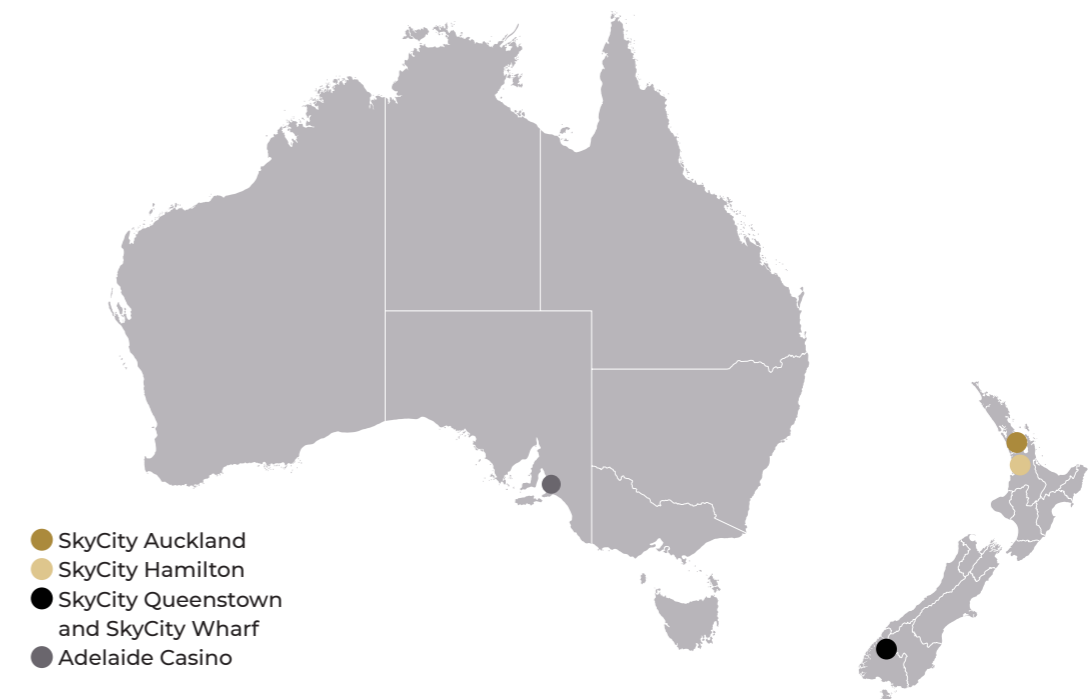 SkyCity Auckland
SkyCity Hamilton
SkyCity Queenstown
and SkyCity Wharf
Adelaide Casino